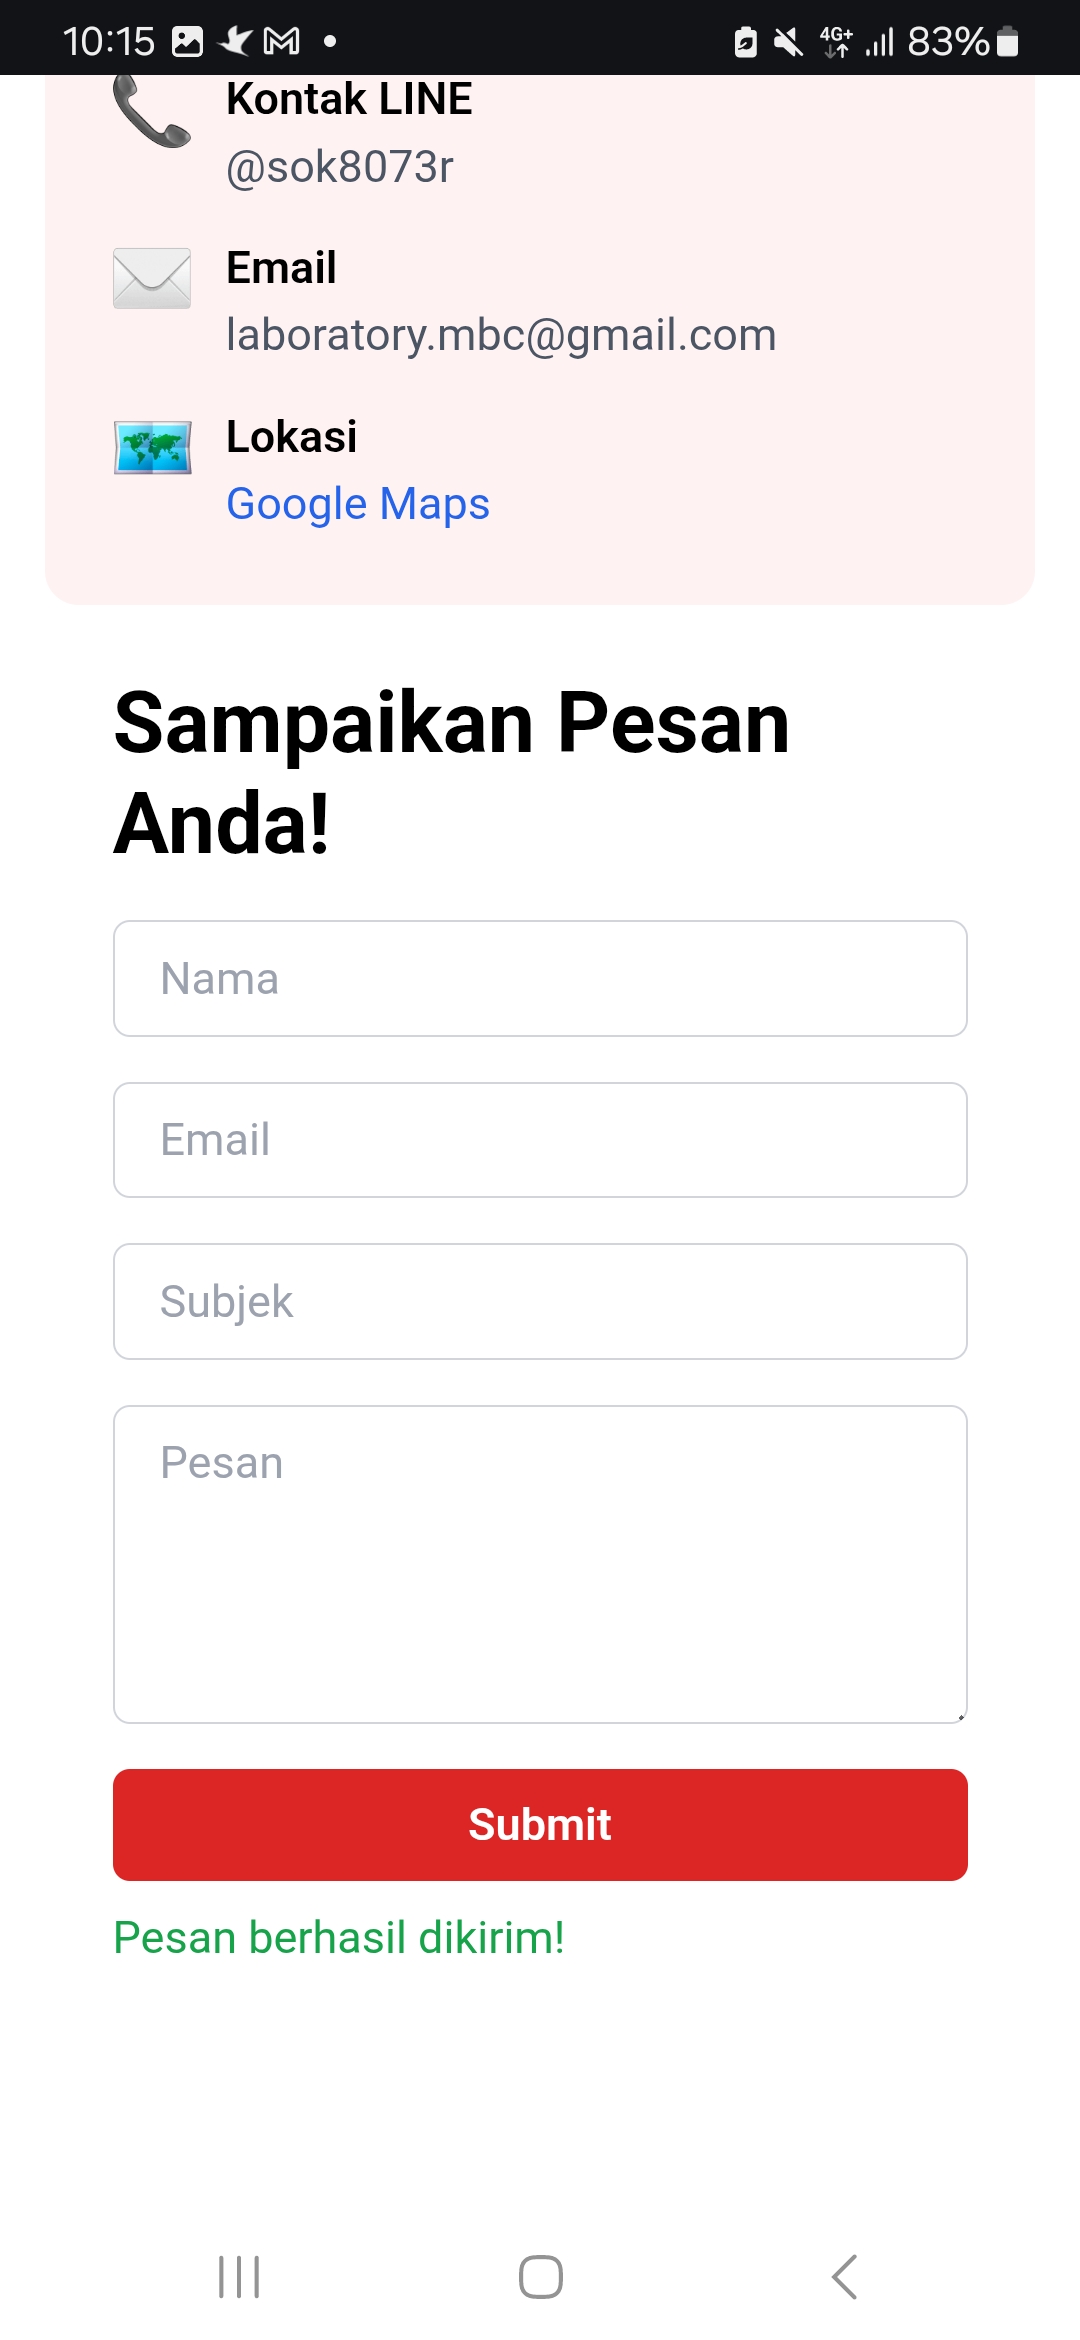 10:15
4G+
83%
Kontak LINE
@sok8073r
Email
laboratory.mbc@gmail.com
Lokasi
Google Maps
Sampaikan Pesan
Anda!
Nama
Email
Subjek
Pesan
Submit
Pesan berhasil dikirim!